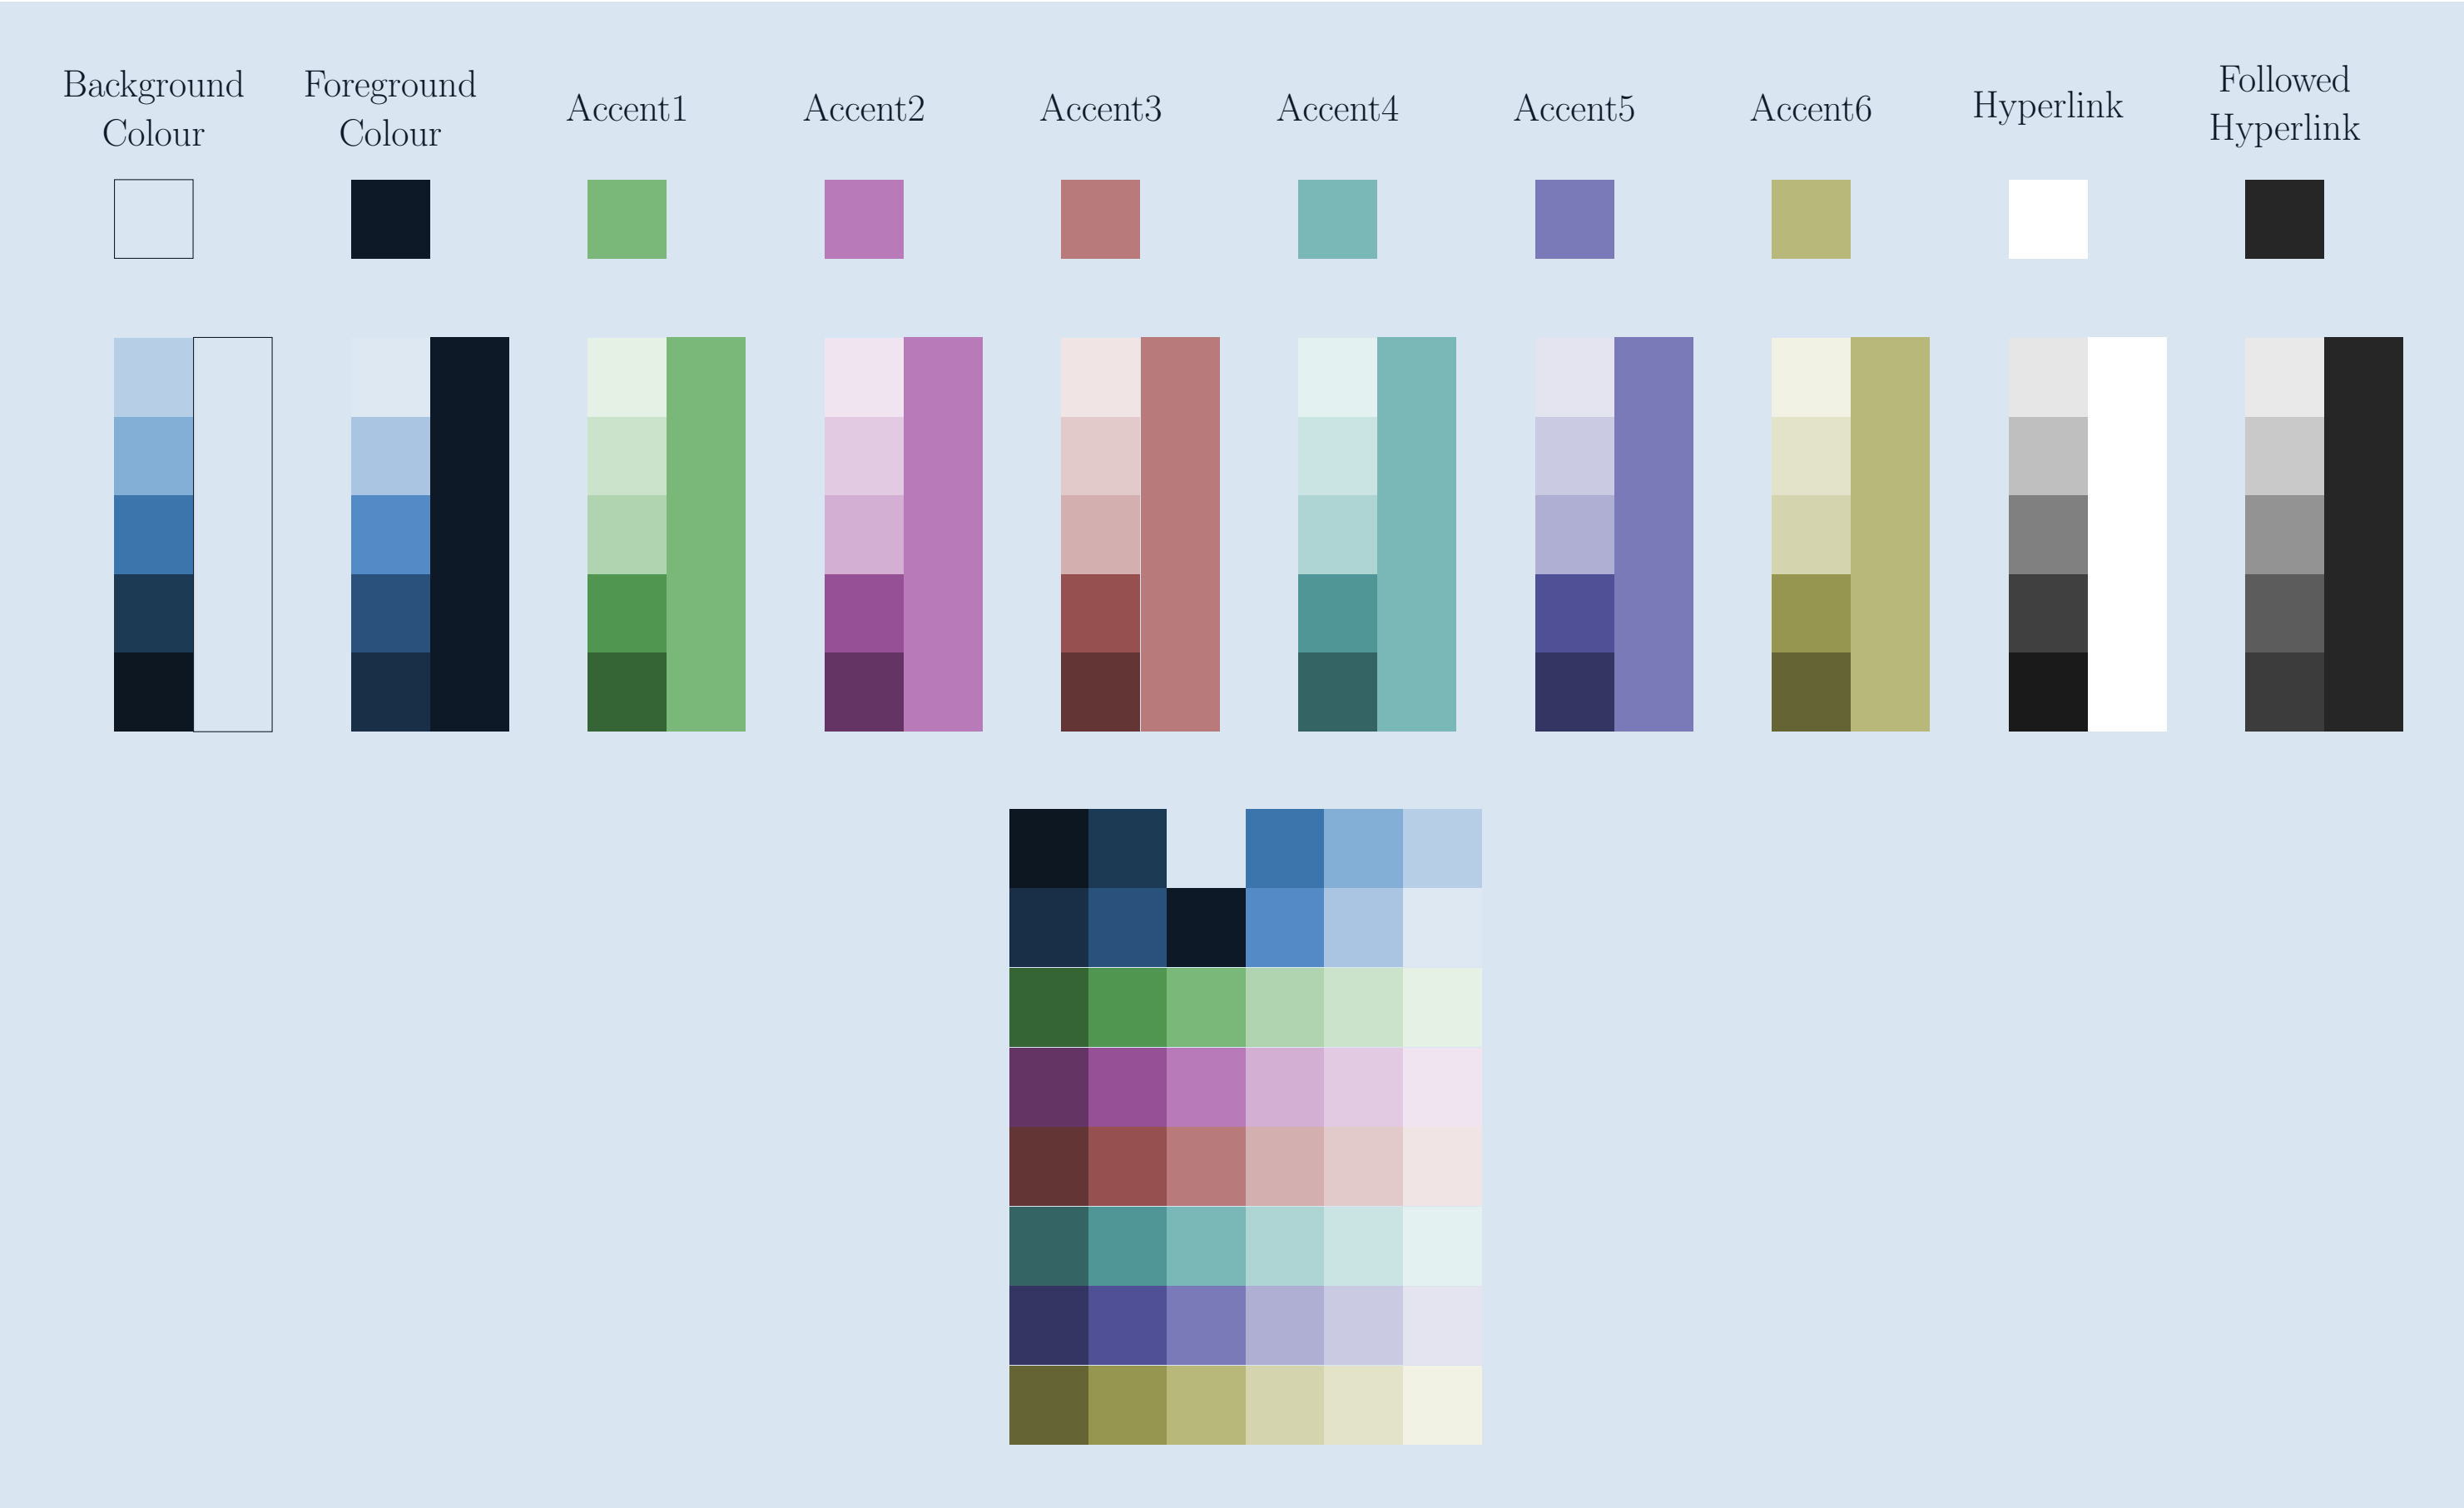 Background
Colour
Foreground
Colour
Accent1
Accent2
Accent3
Accent4
Accent5
Accent6
Hyperlink
Followed
Hyperlink